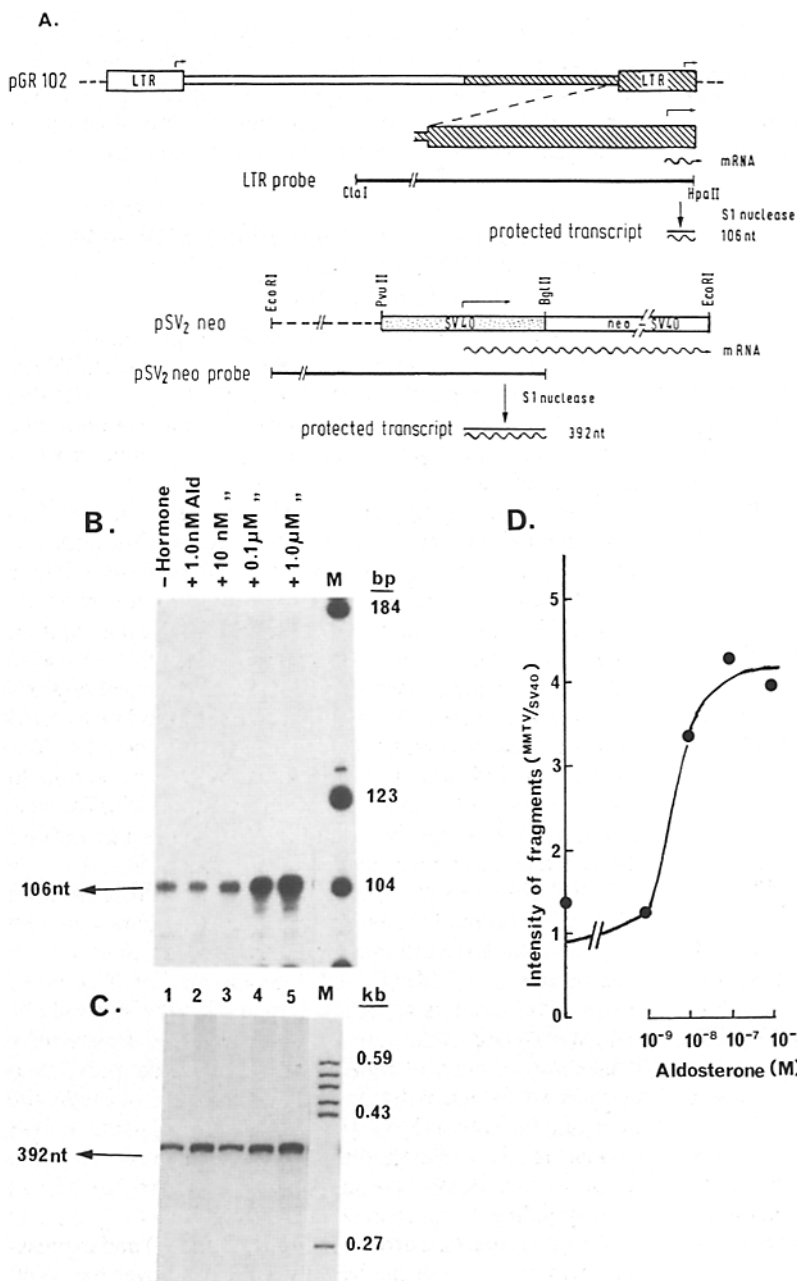 A.
pGR 102
LTR
LTR
mRNA
LTR probe
ClaI
HpaII
S1 nuclease
protected transcript
106nt
EcoRI
PvuII
BglII
EcoRI
pSV2 neo
SV40
neo - SV40
mRNA
pSV2 neo probe
S1 nuclease
protected transcript
392nt
B.
- Hormone
+ 1.0nM Ald
+ 10 nM „
+ 0.1µM „
+ 1.0µM „
M
bp
184
123
106nt
104
C.
1 2 3 4 5 M kb
0.59
0.43
392nt
0.27
D.
Intensity of fragments (MMTV/SV40)
5
4
3
2
1
0
10-9 10-8 10-7
Aldosterone (M)